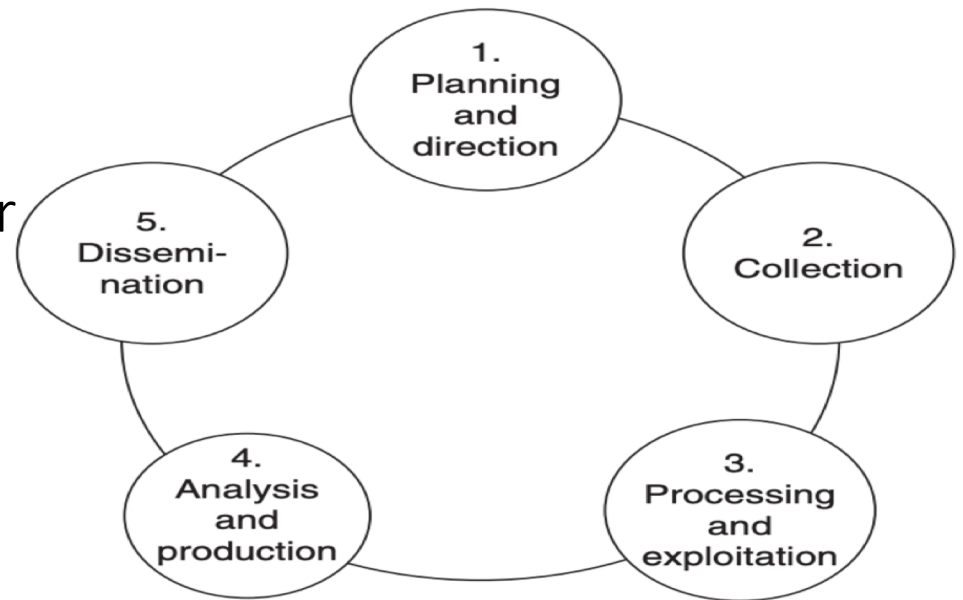 1.
Planning
and
direction
2.
Collection
3.
Processing
and
exploitation
4.
Analysis
and
production
5.
Dissemi-
nation
r